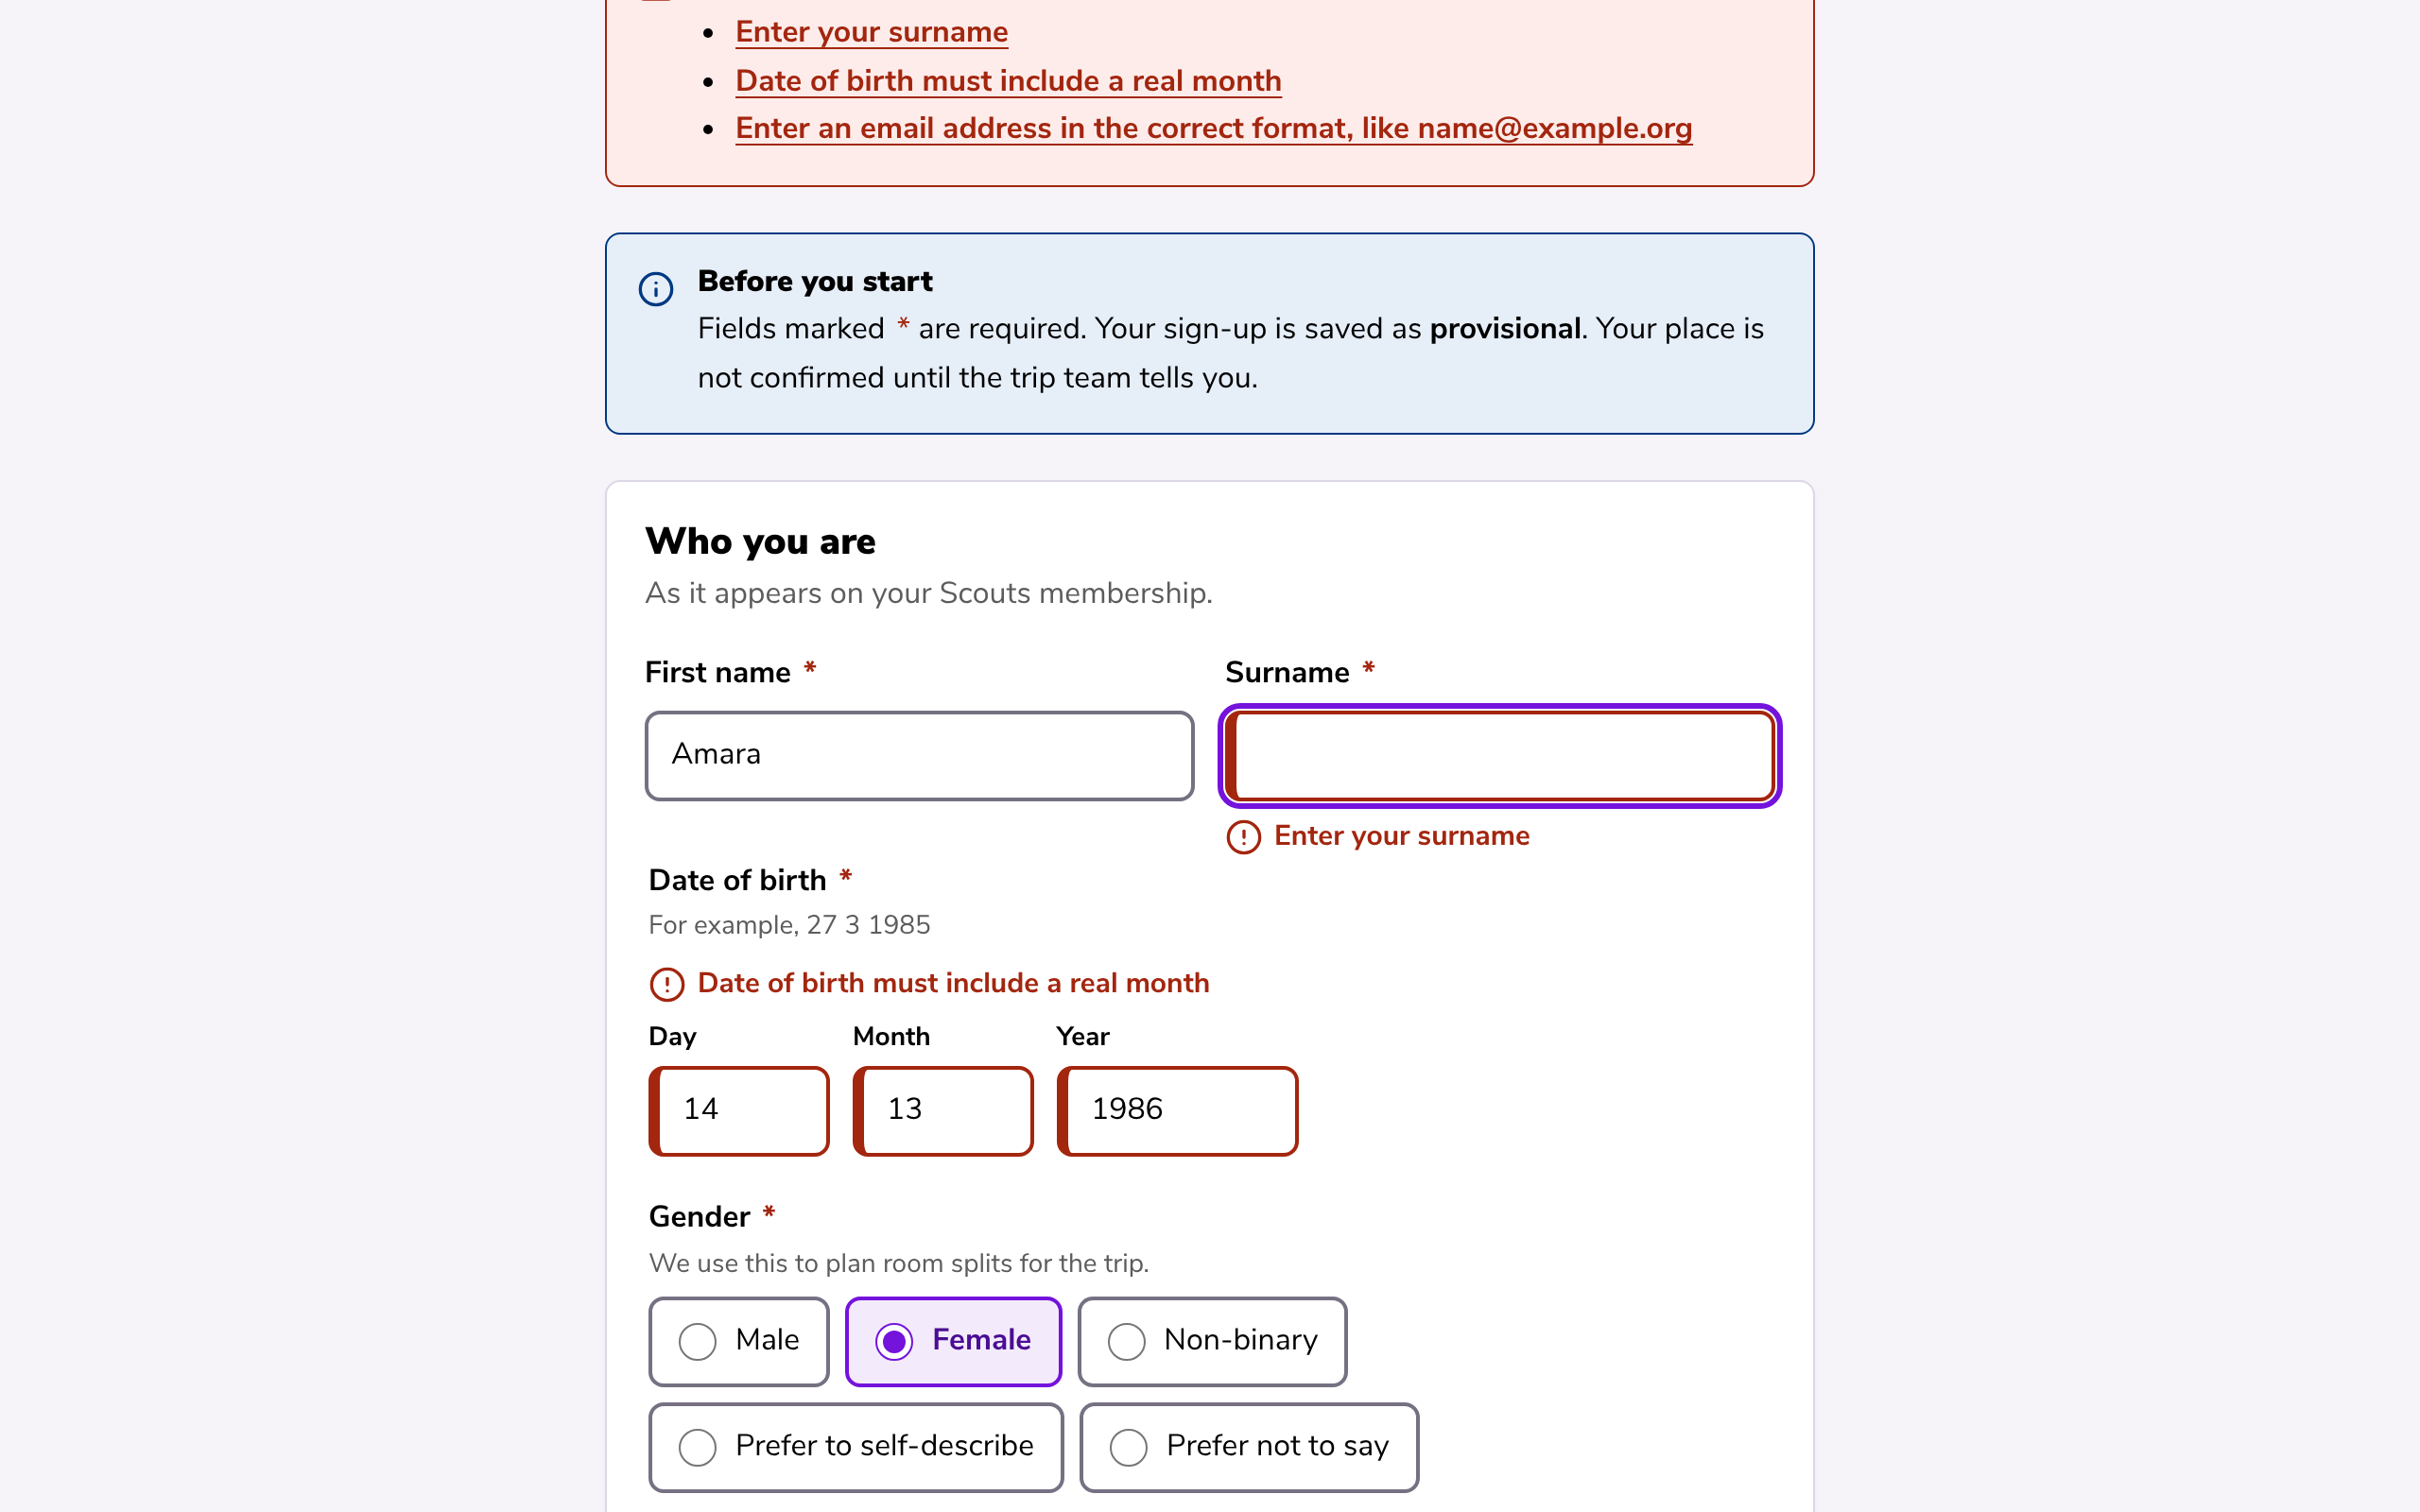 Enter your surname
Date of birth must include a real month
Enter an email address in the correct format, like name@example.org
Before you start
Fields marked * are required. Your sign-up is saved as provisional. Your place is
not confirmed until the trip team tells you.
Who you are
As it appears on your Scouts membership.
First name *
Surname *
Amara
Enter your surname
Date of birth *
For example, 27 3 1985
Date of birth must include a real month
Day Month Year
14 13 1986
Gender *
We use this to plan room splits for the trip.
Male Female Non-binary
Prefer to self-describe Prefer not to say